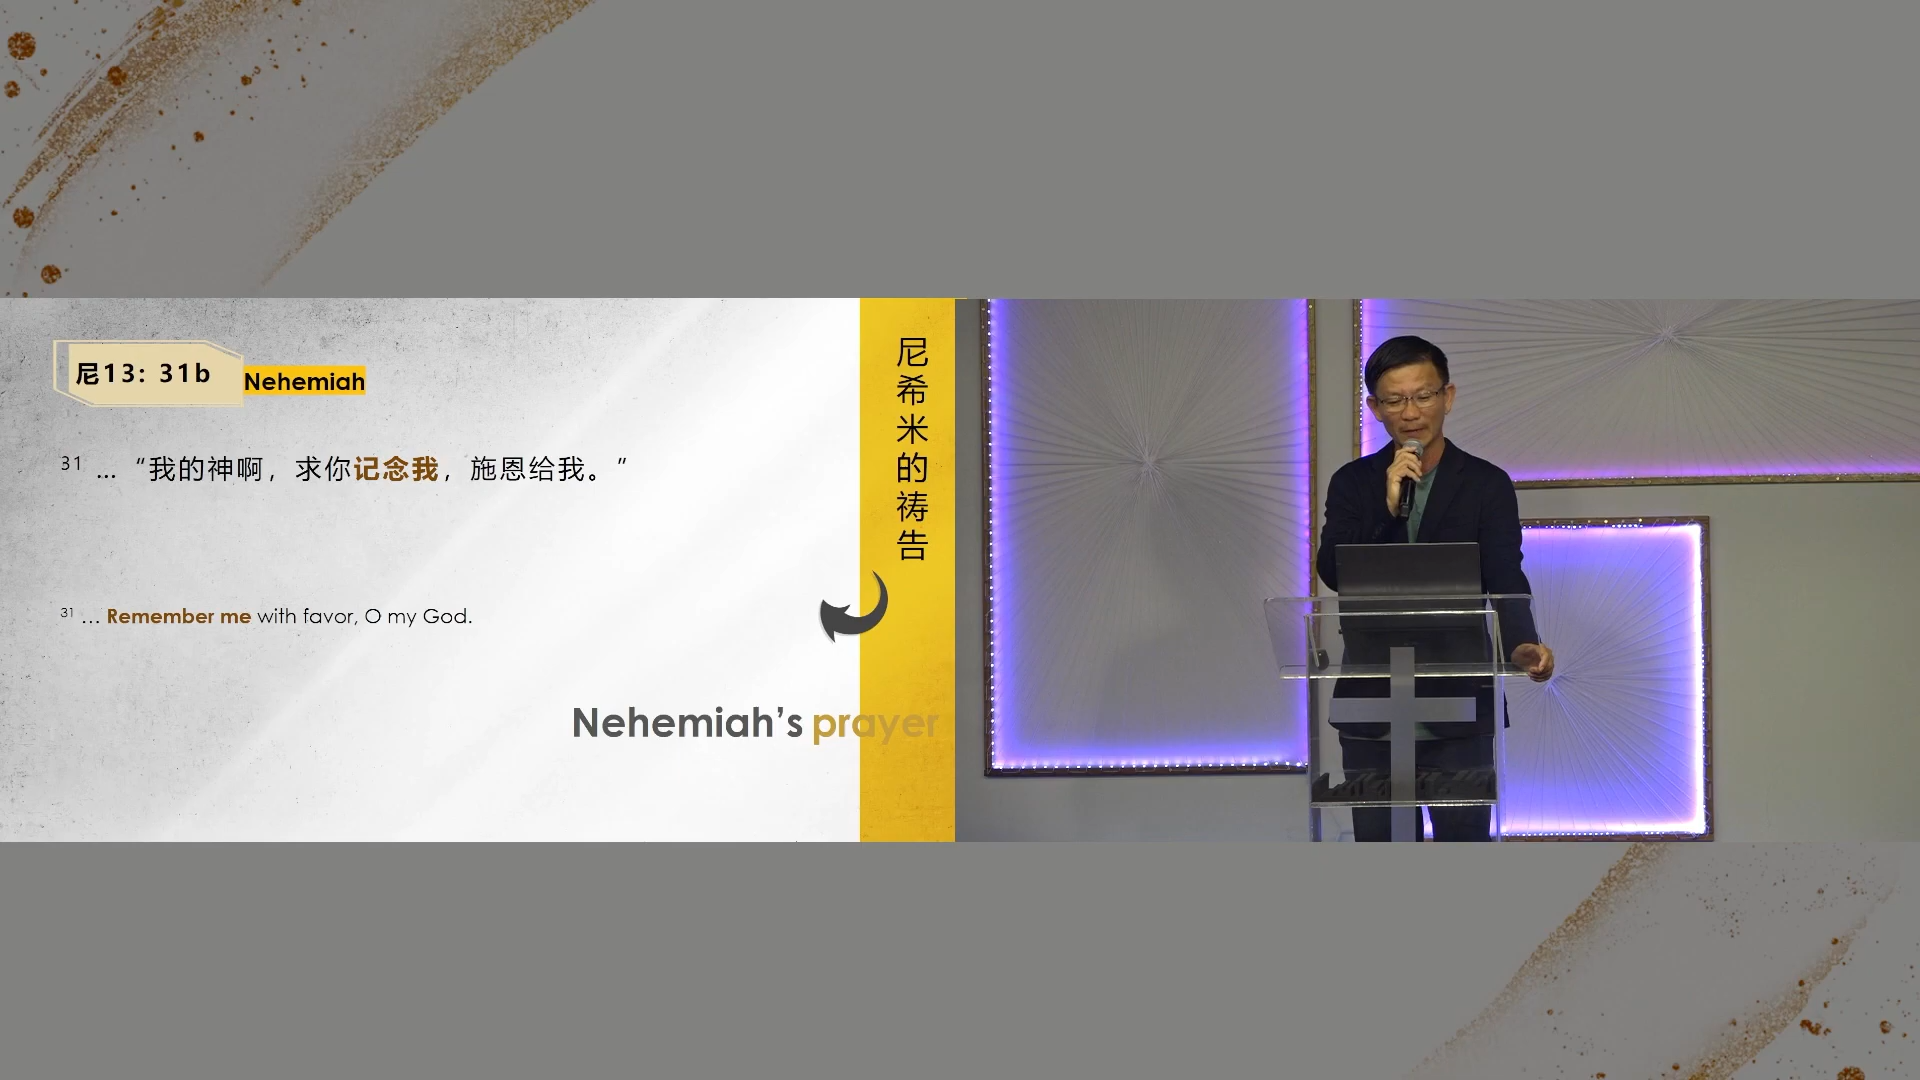 尼13: 31b
Nehemiah
31 ... “我的神啊，求你记念我，施恩给我。”
31 ... Remember me with favor, O my God.
尼希米的祷告
Nehemiah’s prayer